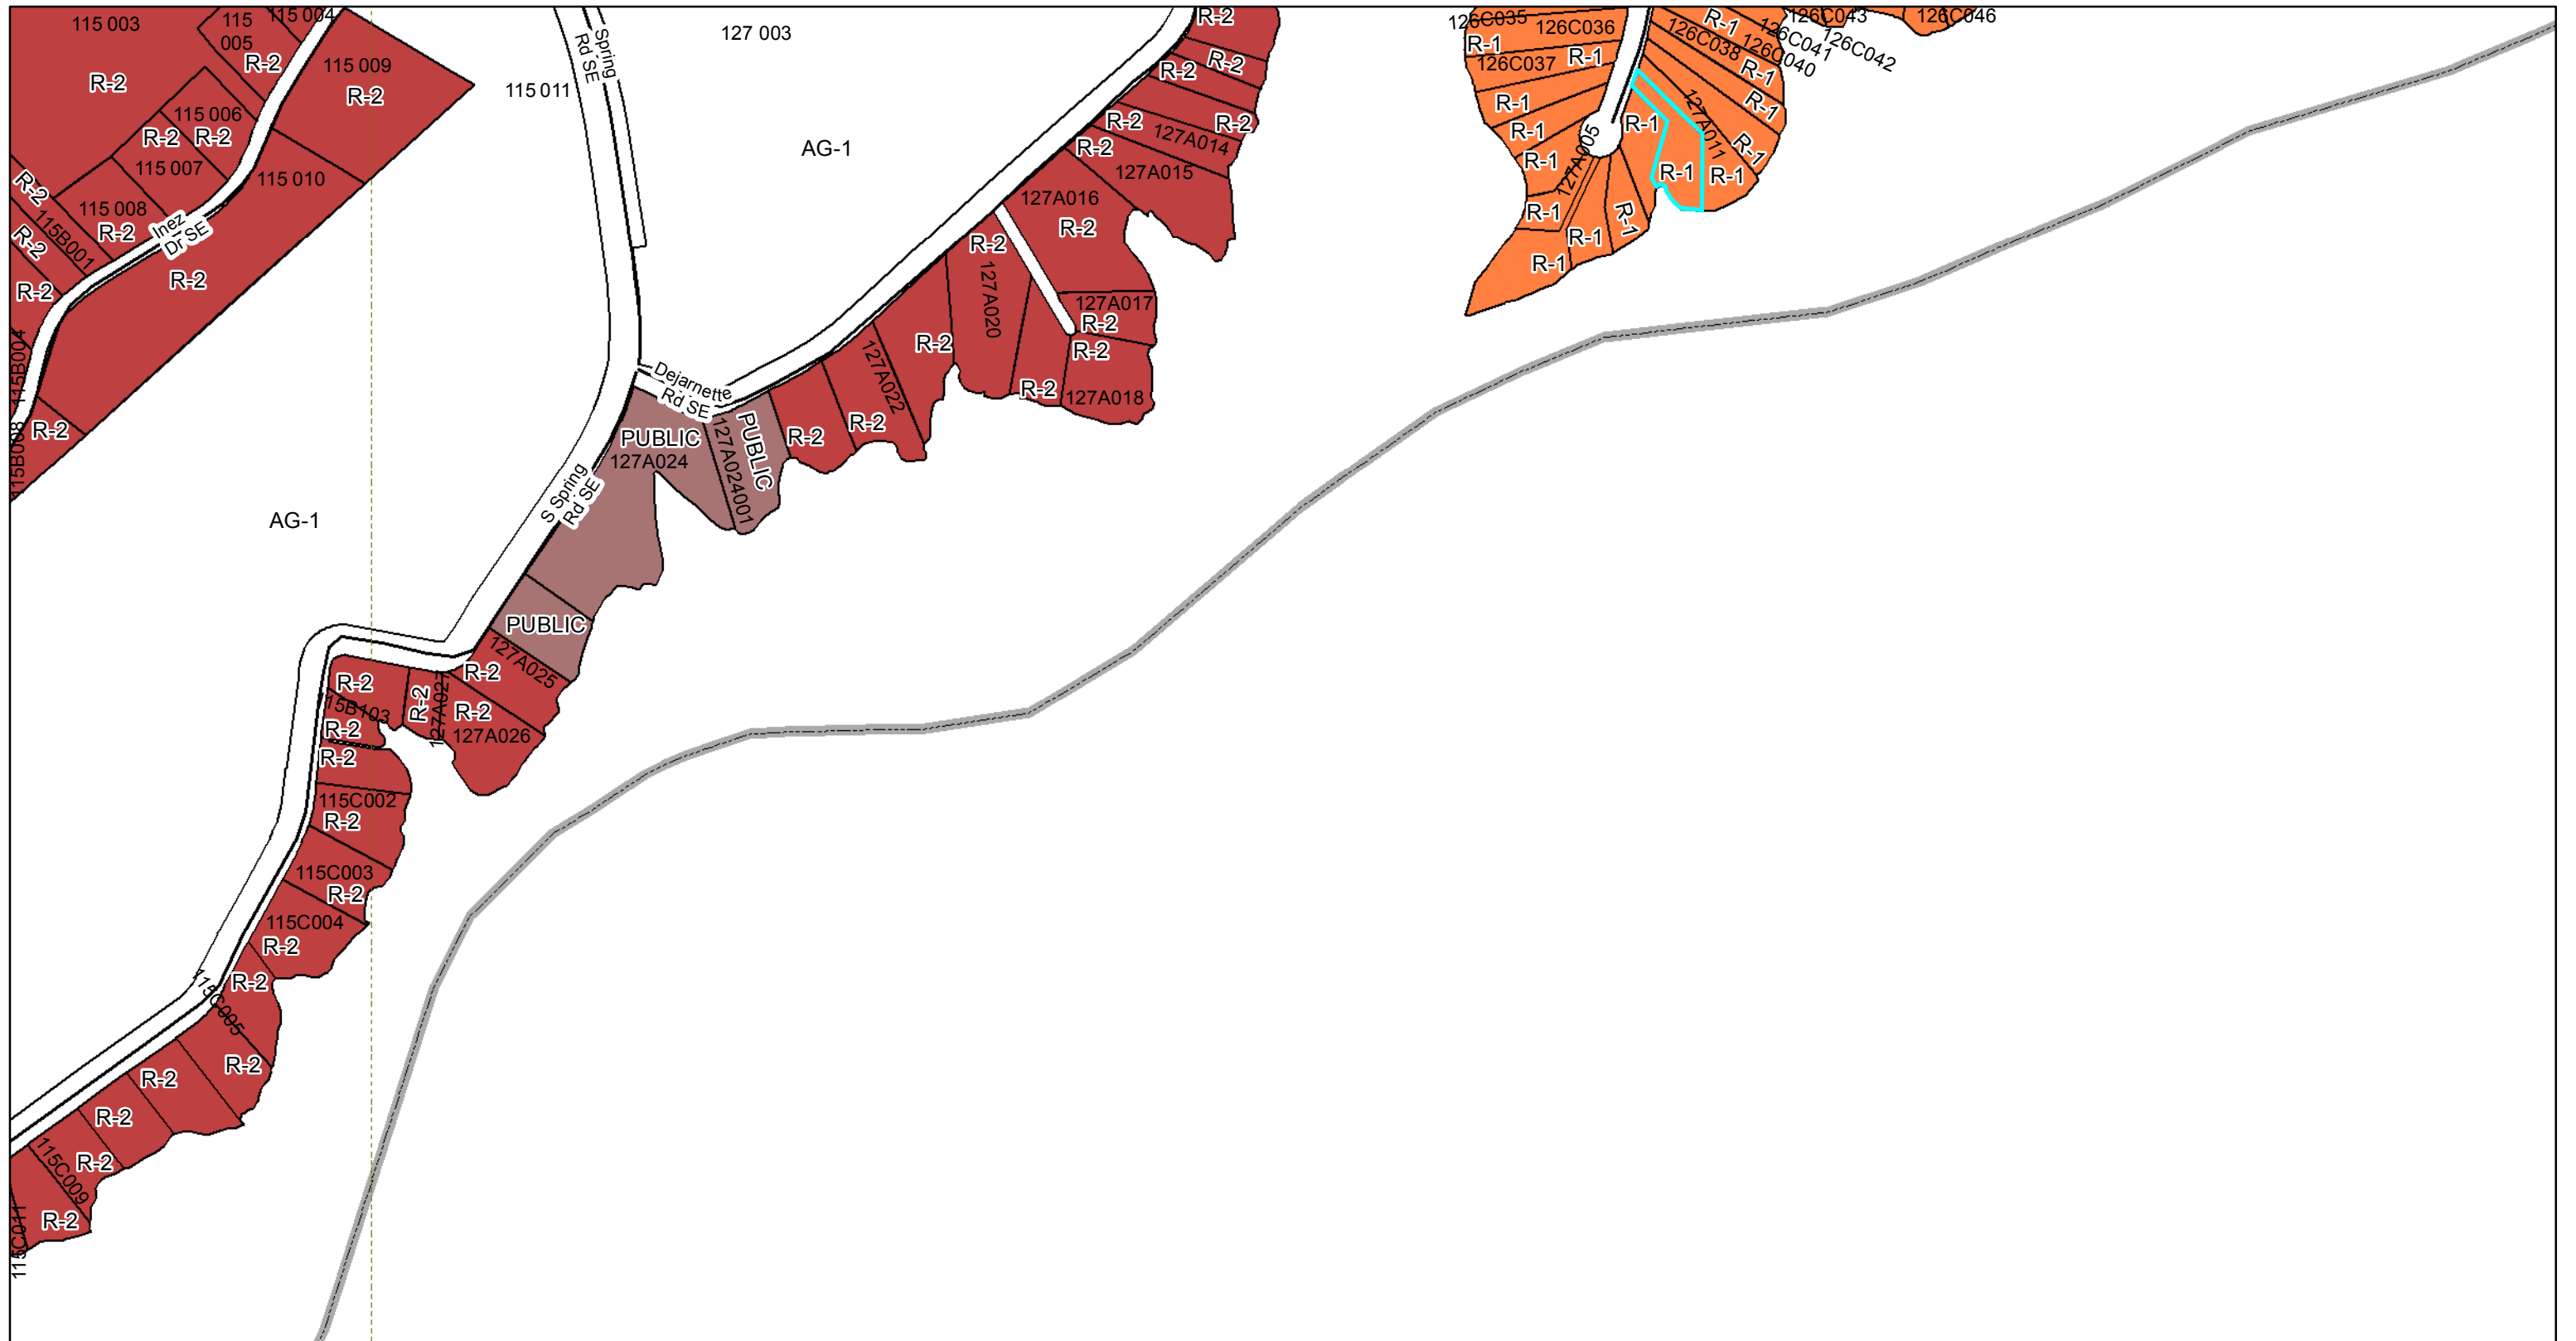 115 003
R-2
115
005
R-2
115 004
115 009
R-2
115 006
R-2
R-2
115 007
115 010
R-2
115 008
R-2
115B001
R-2
Inez
Dr SE
R-2
R-2
115B004
R-2
115B008
115 011
Spring
Rd SE
127 003
AG-1
R-2
R-2
R-2
R-2
R-2
127A014
R-2
127A015
127A016
R-2
R-2
127A020
127A017
R-2
R-2
R-2
127A018
R-2
Dejarnette
Rd SE
127A022
R-2
R-2
PUBLIC
127A024
127A024001
PUBLIC
S Spring
Rd SE
AG-1
PUBLIC
127A025
R-2
R-2
127A026
127A027
R-2
R-2
15B103
R-2
R-2
115C002
R-2
115C003
R-2
115C004
R-2
R-2
115C005
R-2
R-2
R-2
R-2
115C009
R-2
115C011
126C035
R-1
126C036
R-1
126C037
R-1
R-1
R-1
127A005
R-1
R-1
R-1
R-1
R-1
R-1
127A011
R-1
R-1
R-1
R-1
R-1
126C038
126C040
126C041
126C042
126C043
126C046